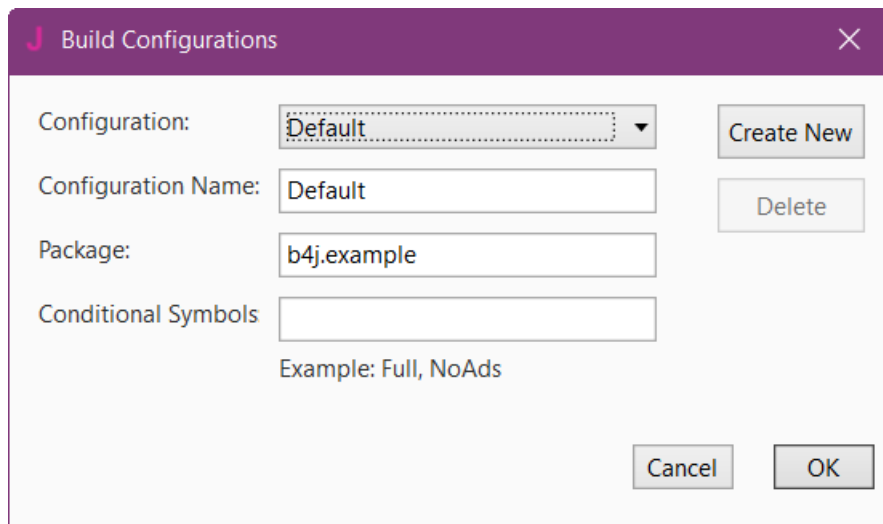 J Build Configurations
Configuration: Default Create New
Configuration Name: Default Delete
Package: b4j.example
Conditional Symbols
Example: Full, NoAds
Cancel OK